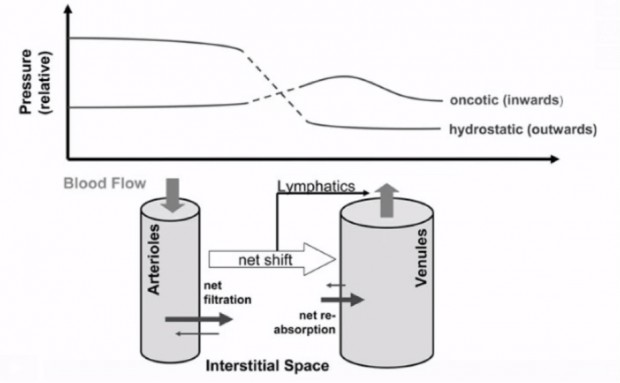 Pressure
(relative)
oncotic (inwards)
hydrostatic (outwards)
Blood Flow
Lymphatics
Arterioles
net shift
Venules
net
filtration
net re-
absorption
Interstitial Space